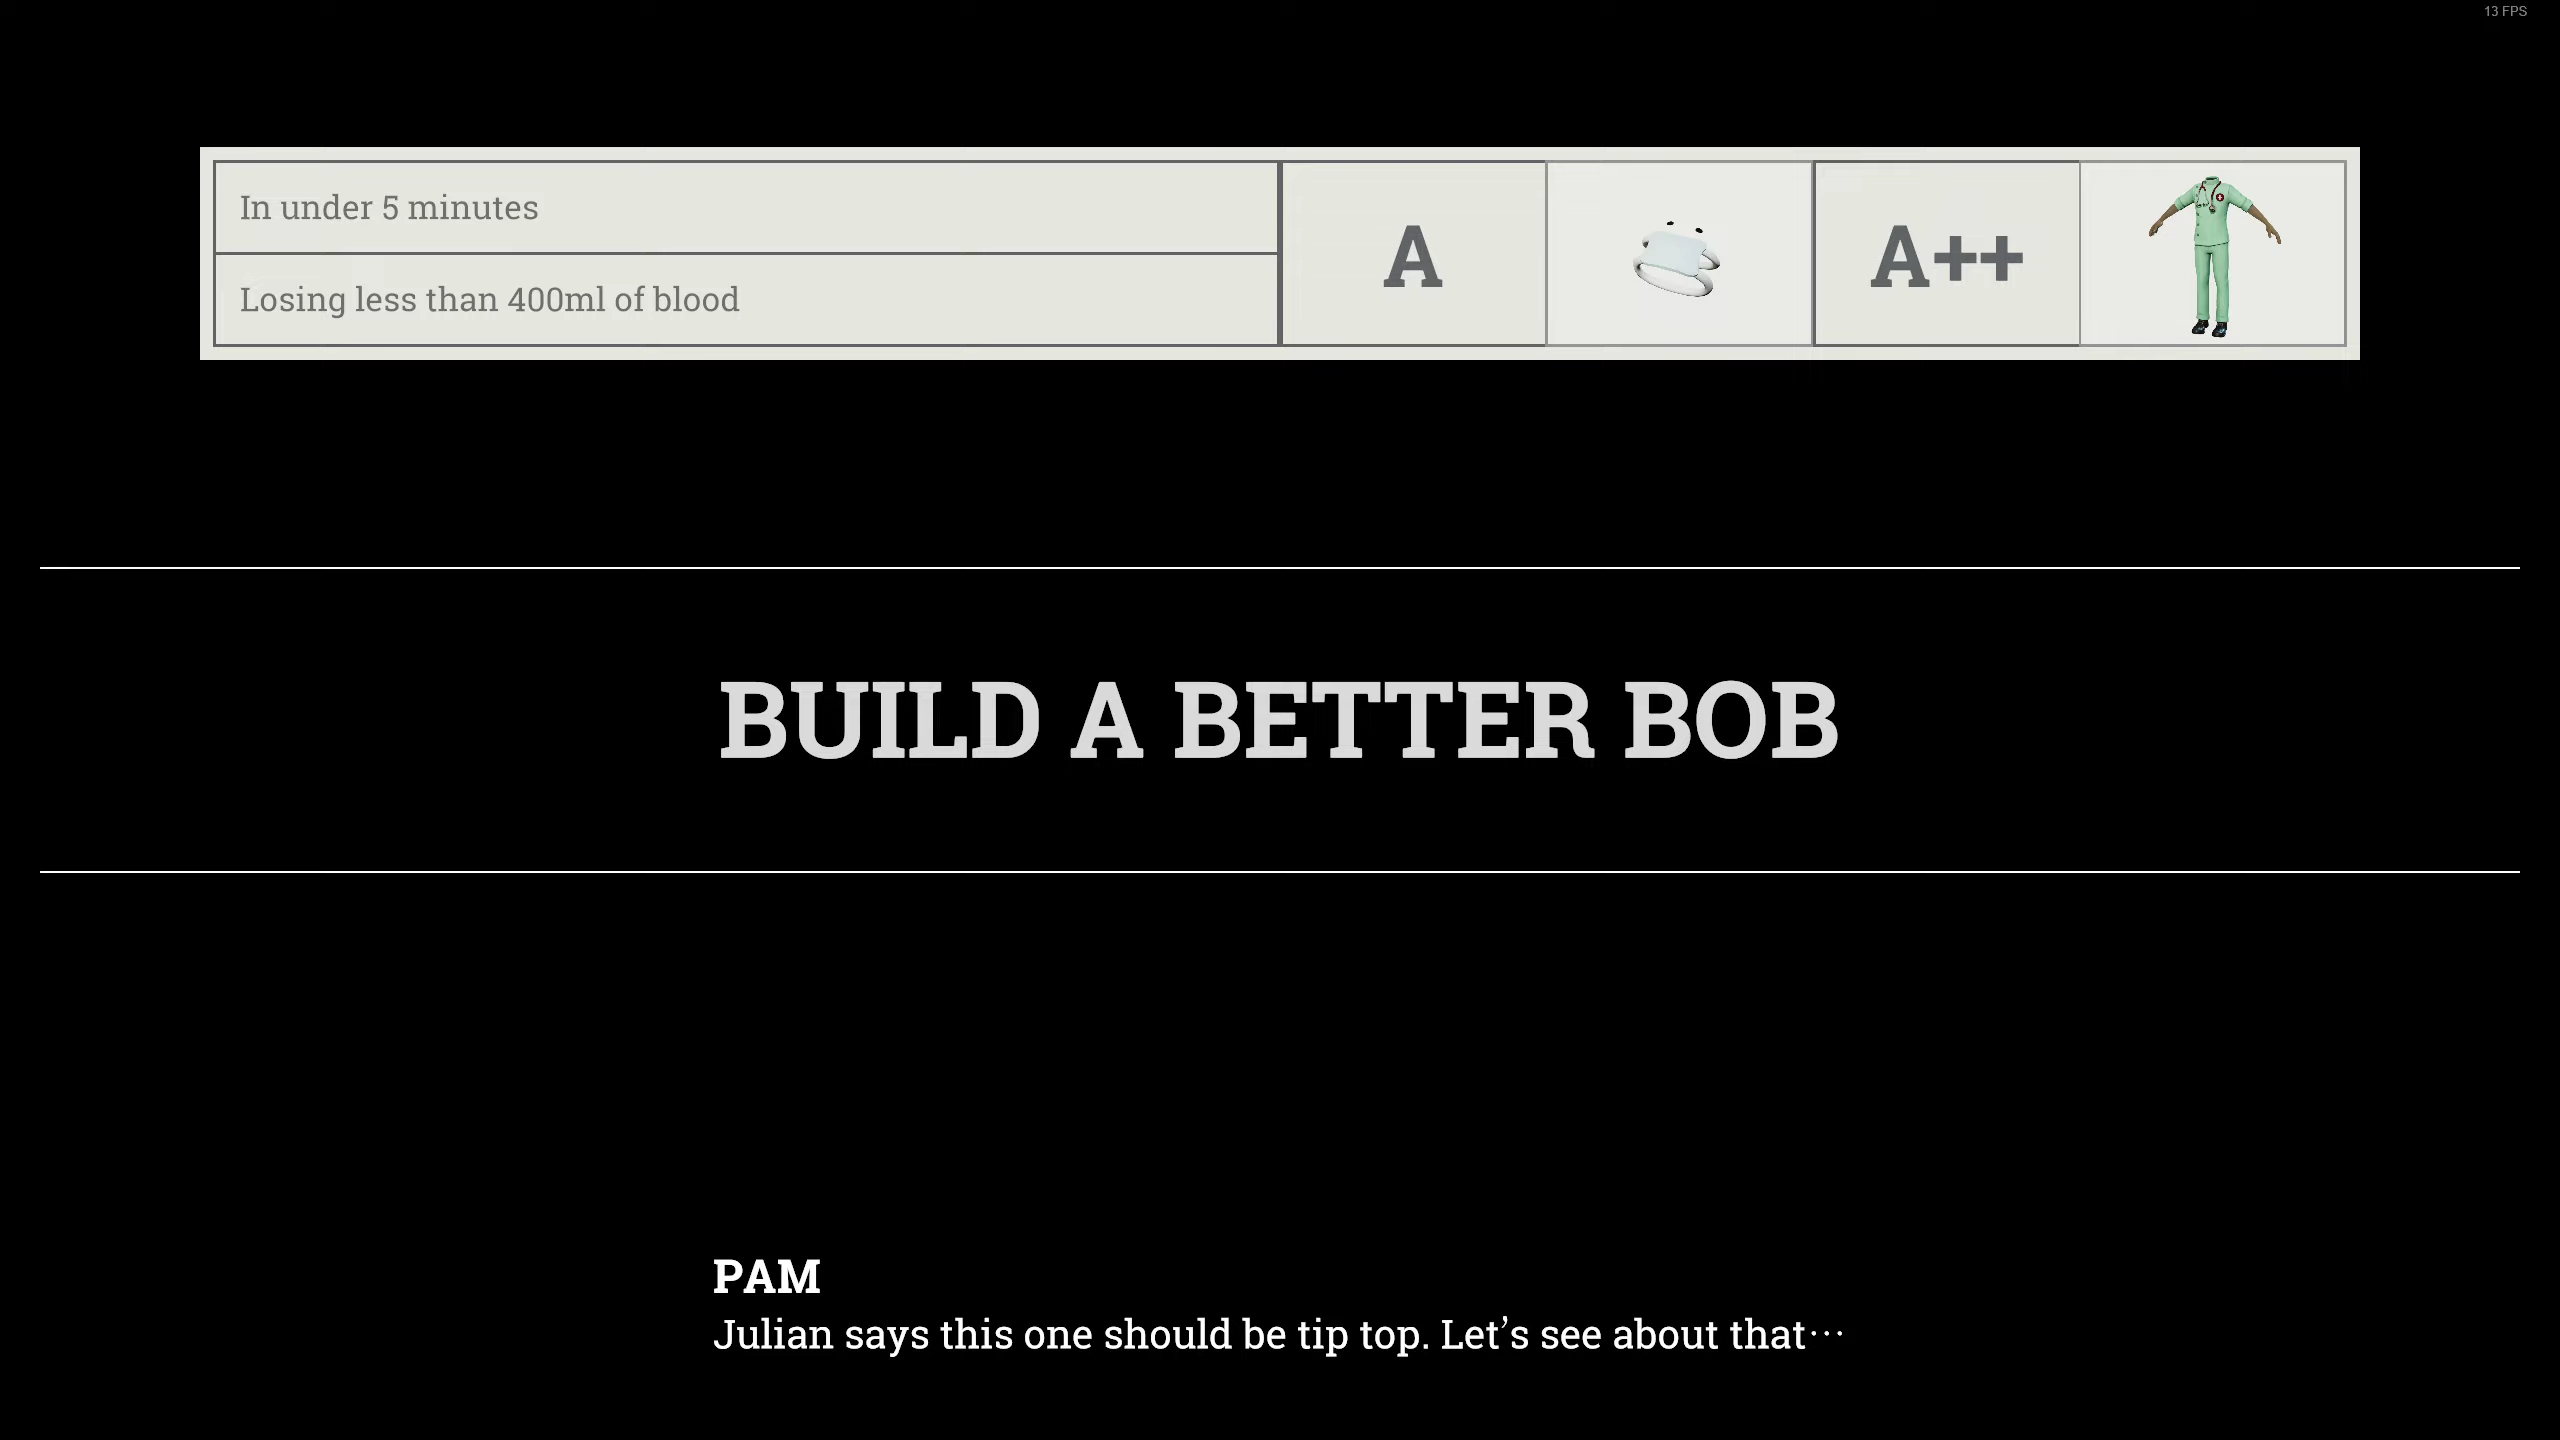 13 FPS
In under 5 minutes
Losing less than 400ml of blood
A
A++
BUILD A BETTER BOB
PAM
Julian says this one should be tip top. Let’s see about that⋯